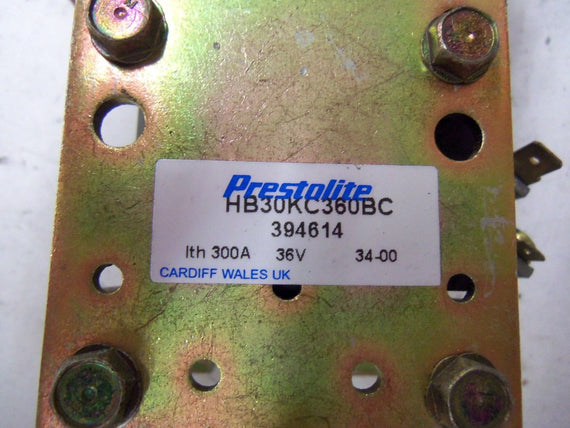 Prestolite
HB30KC360BC
394614
Ith 300A 36V 34-00
CARDIFF WALES UK